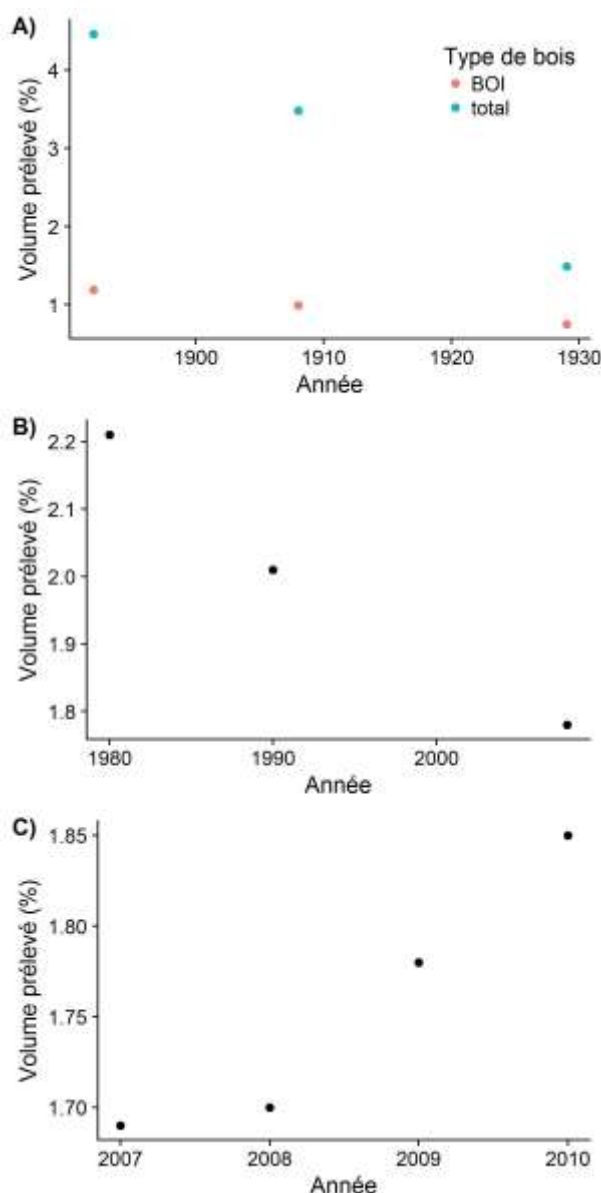 A)
4
3
2
1
Volume prélevé (%)
Type de bois
BOI
total
1900 1910 1920 1930
Année
B)
2.2
2.1
2.0
1.9
1.8
Volume prélevé (%)
1980 1990 2000
Année
C)
1.85
1.80
1.75
1.70
Volume prélevé (%)
2007 2008 2009 2010
Année